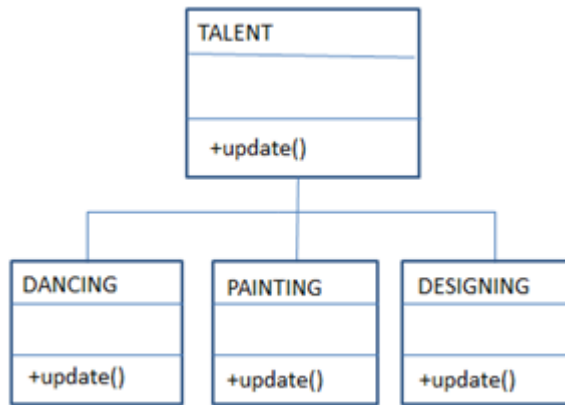 TALENT
+update()
DANCING
+update()
PAINTING
+update()
DESIGNING
+update()